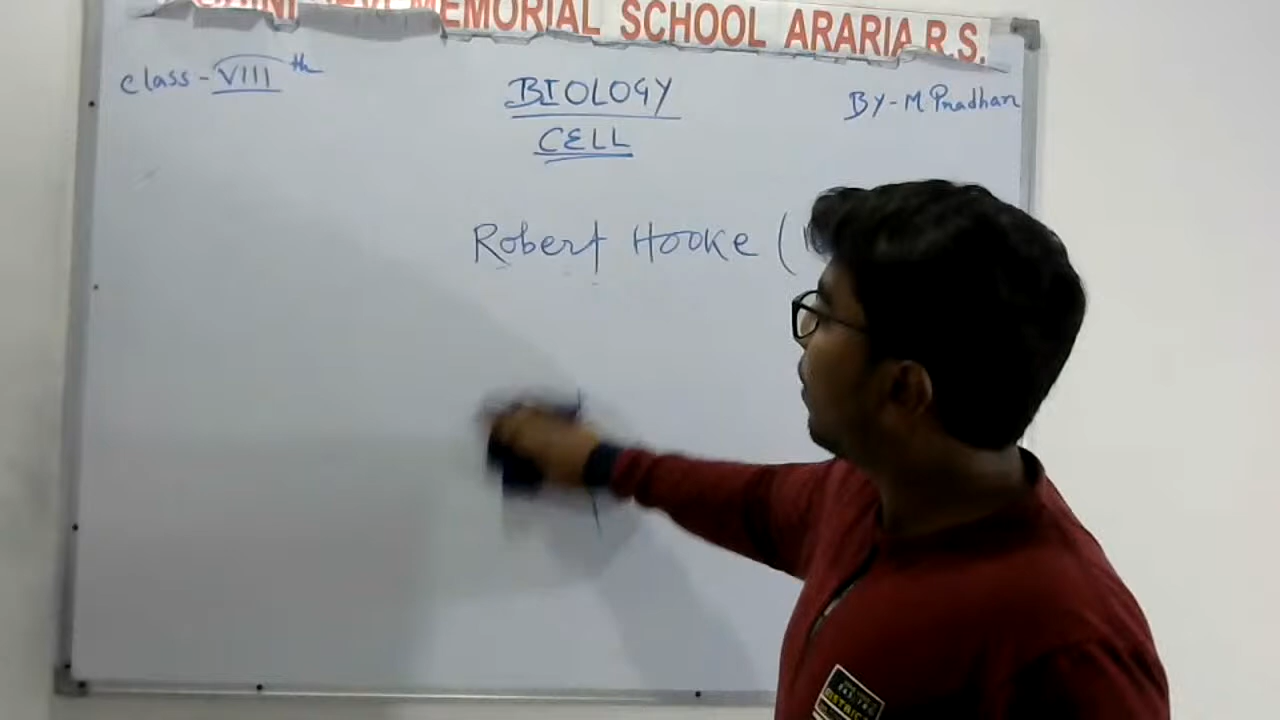 MEMORIAL SCHOOL ARARIA R.S.
Class - VIII th
BIOLOGY
By - M Pradhan
CELL
Robert Hooke (